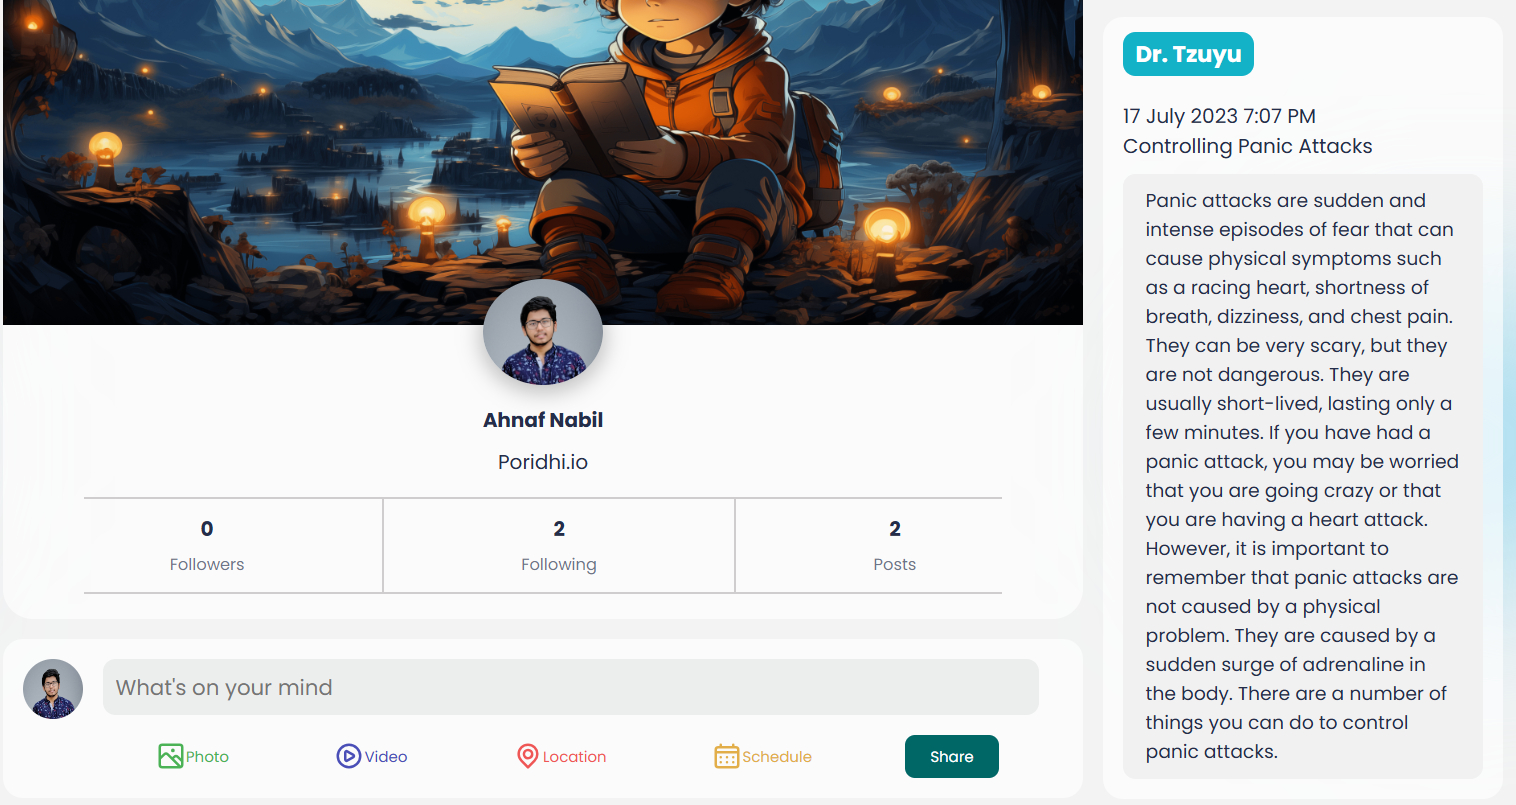 Ahnaf Nabil
Poridhi.io
0
Followers
2
Following
2
Posts
What's on your mind
Photo
Video
Location
Schedule
Share
Dr. Tzuyu
17 July 2023 7:07 PM
Controlling Panic Attacks
Panic attacks are sudden and
intense episodes of fear that can
cause physical symptoms such
as a racing heart, shortness of
breath, dizziness, and chest pain.
They can be very scary, but they
are not dangerous. They are
usually short-lived, lasting only a
few minutes. If you have had a
panic attack, you may be worried
that you are going crazy or that
you are having a heart attack.
However, it is important to
remember that panic attacks are
not caused by a physical
problem. They are caused by a
sudden surge of adrenaline in
the body. There are a number of
things you can do to control
panic attacks.